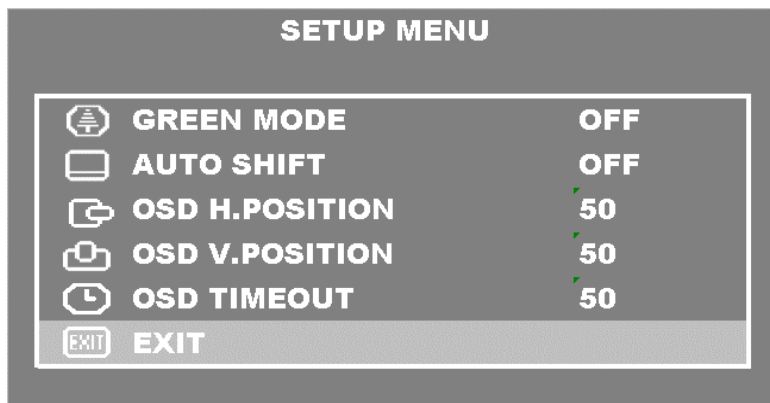 SETUP MENU
GREEN MODE OFF
AUTO SHIFT OFF
OSD H.POSITION 50
OSD V.POSITION 50
OSD TIMEOUT 50
EXIT EXIT